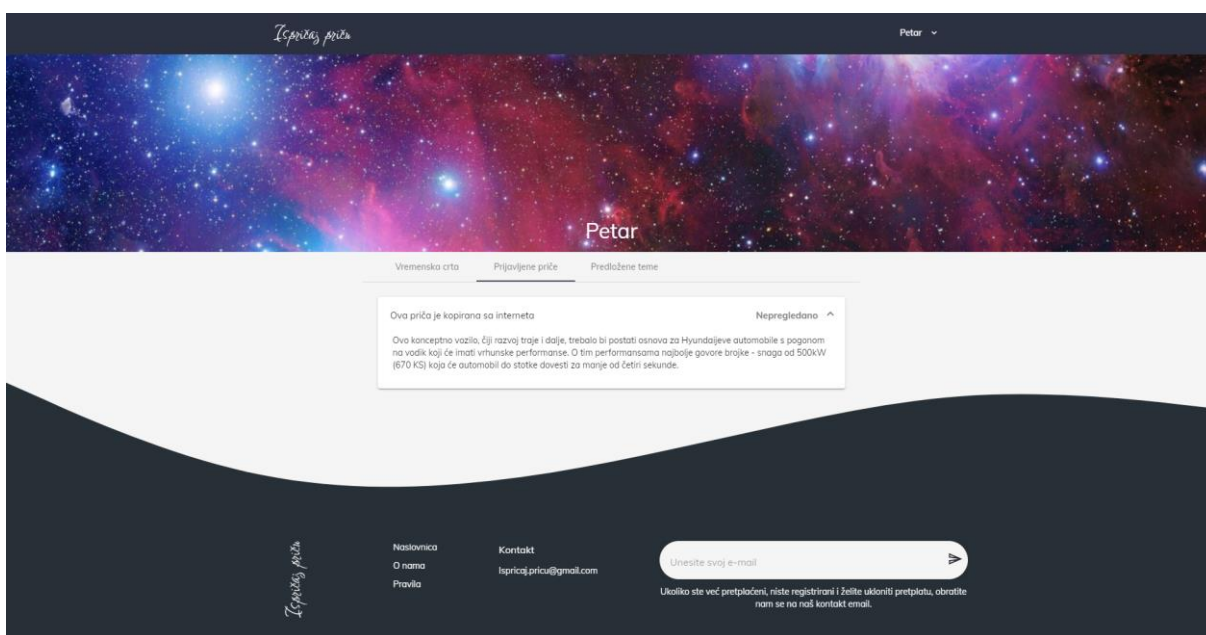 Ispričaj priču
Petar
Petar
Vremenska crta
Prijavljene priče
Predložene teme
Ova priča je kopirana sa interneta
Nepregledano
Ovo konceptno vozilo, čiji razvoj traje i dalje, trebalo bi postati osnova za Hyundaijeve automobile s pogonom
na vodik koji će imati vrhunske performanse. O tim performansama najbolje govore brojke - snaga od 500kW
(670 KS) koja će automobil do stotke dovesti za manje od četiri sekunde.
Ispričaj priču
Naslovnica
O nama
Pravila
Kontakt
Ispricaj.pricu@gmail.com
Unesite svoj e-mail
Ukoliko ste već pretplaćeni, niste registrirani i želite ukloniti pretplatu, obratite
nam se na naš kontakt email.